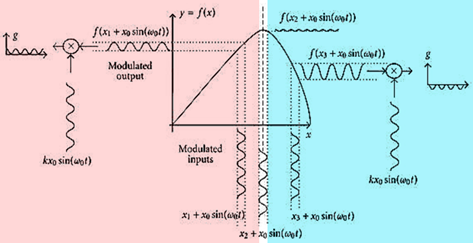 y = f(x)
f(x₂ + x₀ sin(ω₀t))
f(x₁ + x₀ sin(ω₀t))
g
f(x₃ + x₀ sin(ω₀t))
g
Modulated
output
x
Modulated
inputs
kx₀ sin(ω₀t)
kx₀ sin(ω₀t)
x₁ + x₀ sin(ω₀t)
x₃ + x₀ sin(ω₀t)
x₂ + x₀ sin(ω₀t)